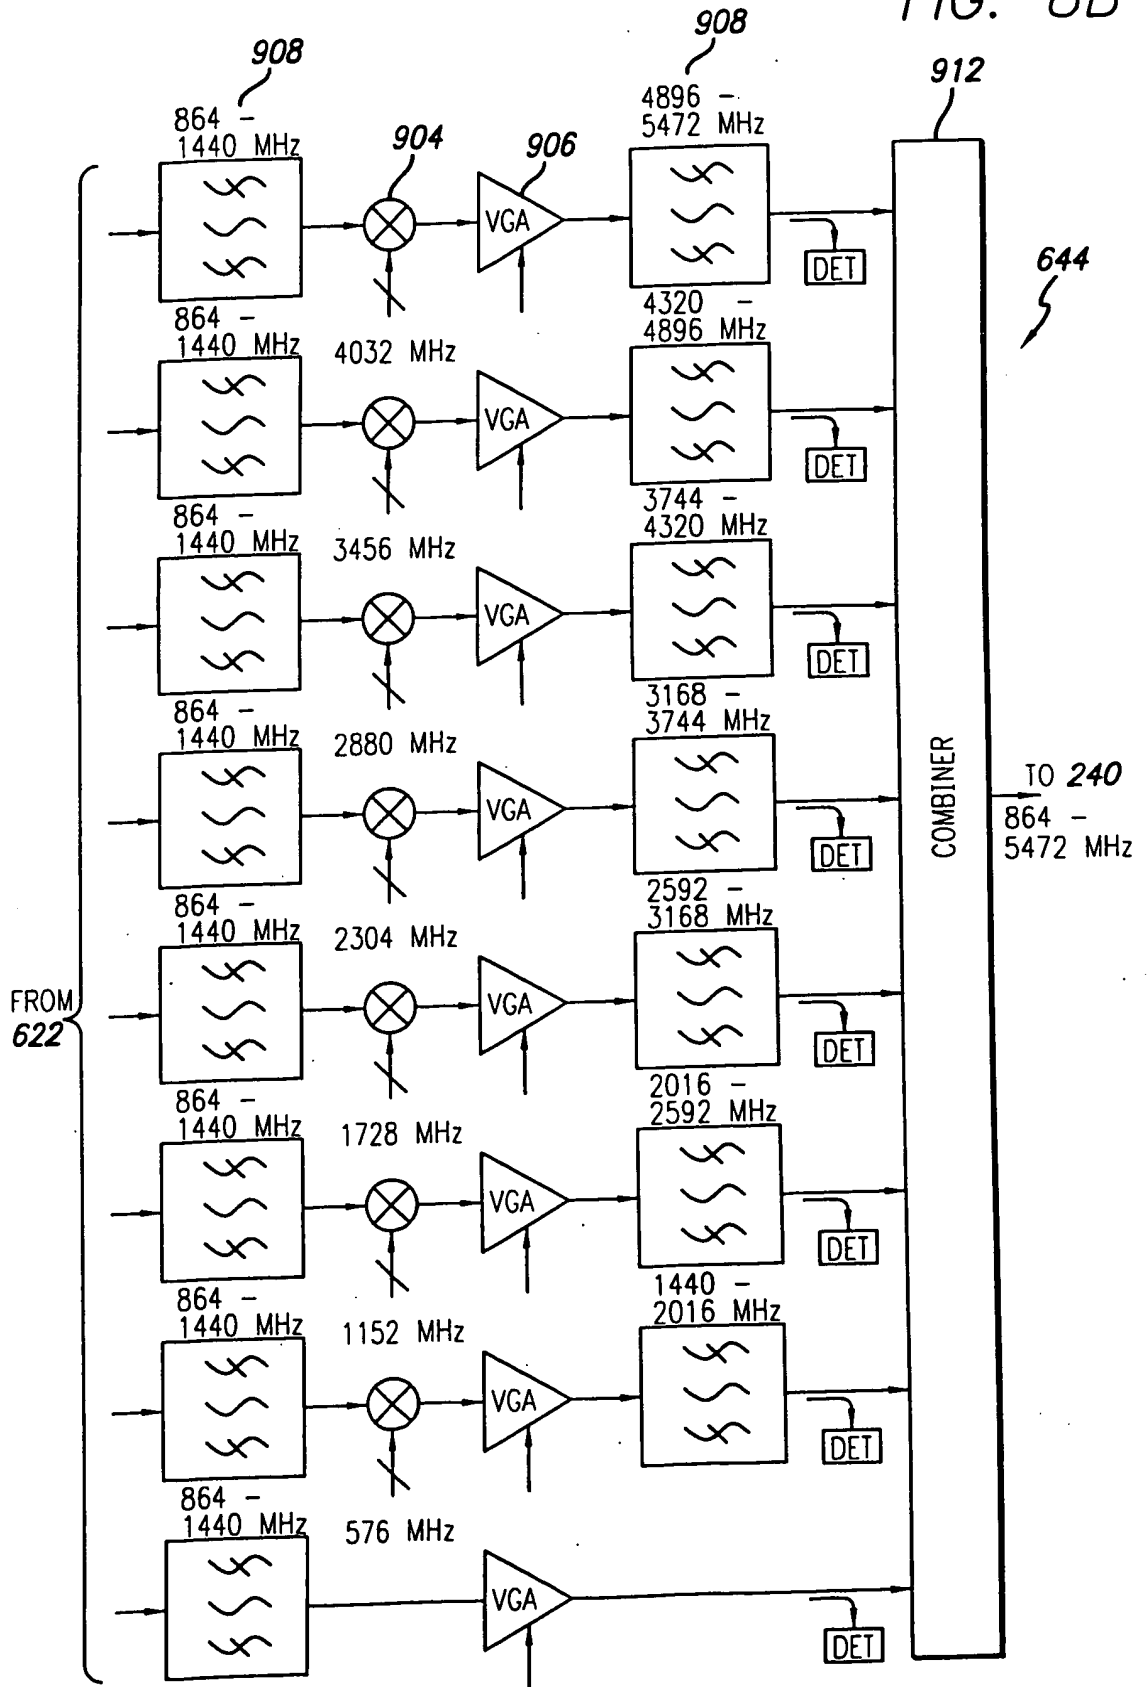 FIG. 8B
908
908
912
864 -
1440 MHz
904
906
4896 -
5472 MHz
VGA
DET
644
864 -
1440 MHz
4032 MHz
4320 -
4896 MHz
VGA
DET
864 -
1440 MHz
3456 MHz
3744 -
4320 MHz
VGA
DET
864 -
1440 MHz
2880 MHz
3168 -
3744 MHz
VGA
DET
COMBINER
TO 240
864 -
5472 MHz
864 -
1440 MHz
2304 MHz
2592 -
3168 MHz
VGA
DET
FROM
622
864 -
1440 MHz
1728 MHz
2016 -
2592 MHz
VGA
DET
864 -
1440 MHz
1152 MHz
1440 -
2016 MHz
VGA
DET
864 -
1440 MHz
576 MHz
VGA
DET